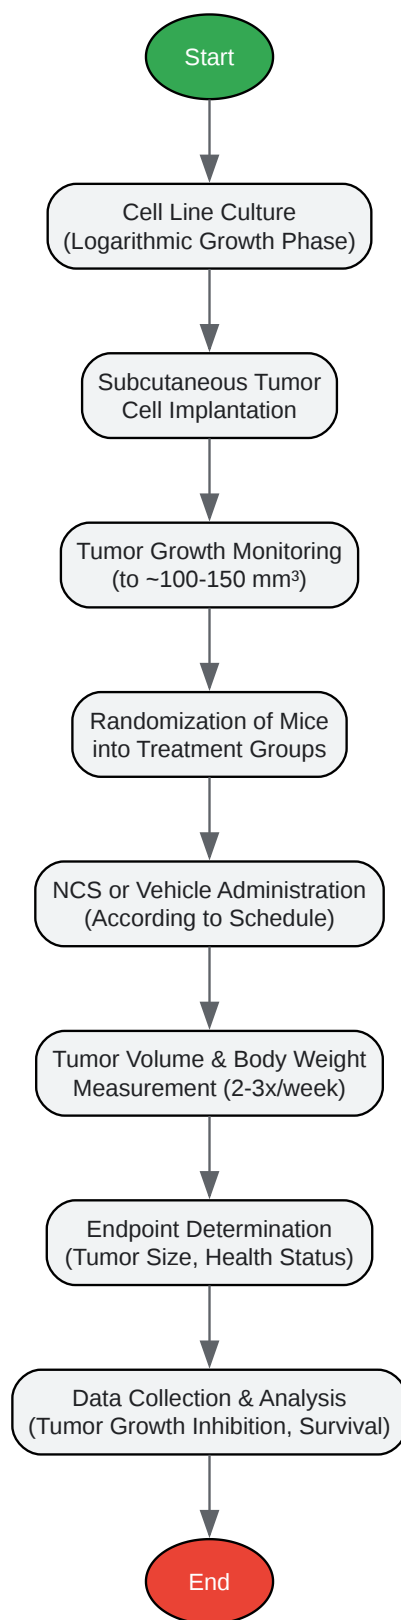 Start
Cell Line Culture
(Logarithmic Growth Phase)
Subcutaneous Tumor
Cell Implantation
Tumor Growth Monitoring
(to ~100-150 mm³)
Randomization of Mice
into Treatment Groups
NCS or Vehicle Administration
(According to Schedule)
Tumor Volume & Body Weight
Measurement (2-3x/week)
Endpoint Determination
(Tumor Size, Health Status)
Data Collection & Analysis
(Tumor Growth Inhibition, Survival)
End